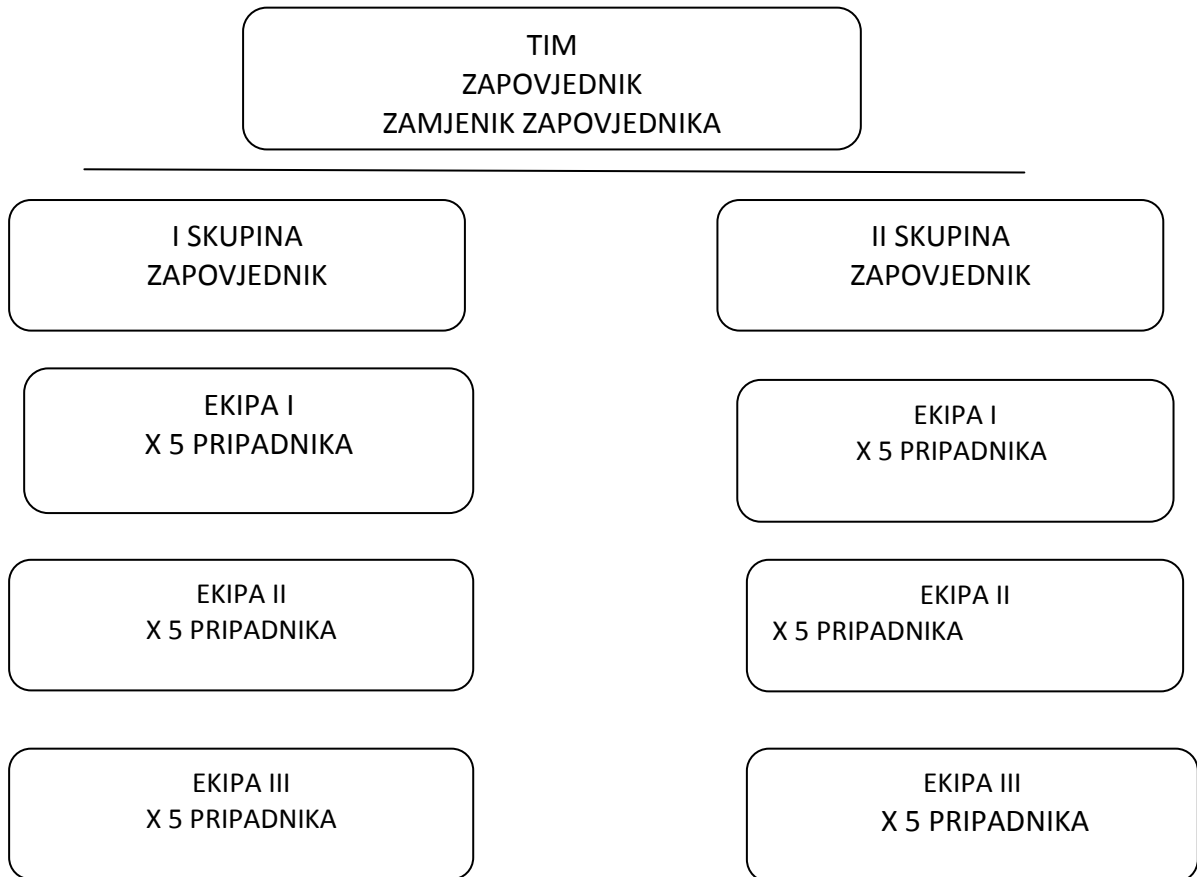 TIM
ZAPOVJEDNIK
ZAMJENIK ZAPOVJEDNIKA
I SKUPINA
ZAPOVJEDNIK
II SKUPINA
ZAPOVJEDNIK
EKIPA I
X 5 PRIPADNIKA
EKIPA I
X 5 PRIPADNIKA
EKIPA II
X 5 PRIPADNIKA
EKIPA II
X 5 PRIPADNIKA
EKIPA III
X 5 PRIPADNIKA
EKIPA III
X 5 PRIPADNIKA